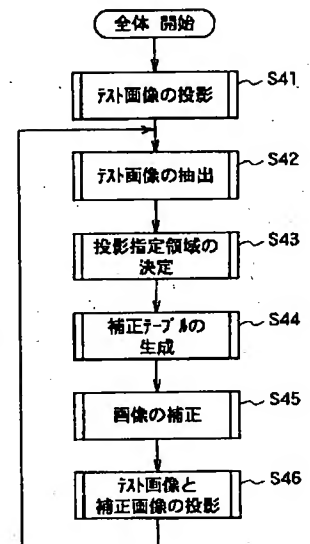 全体 開始
テスト画像の投影
S41
テスト画像の抽出
S42
投影指定領域の
決定
S43
補正テーブルの
生成
S44
画像の補正
S45
テスト画像と
補正画像の投影
S46